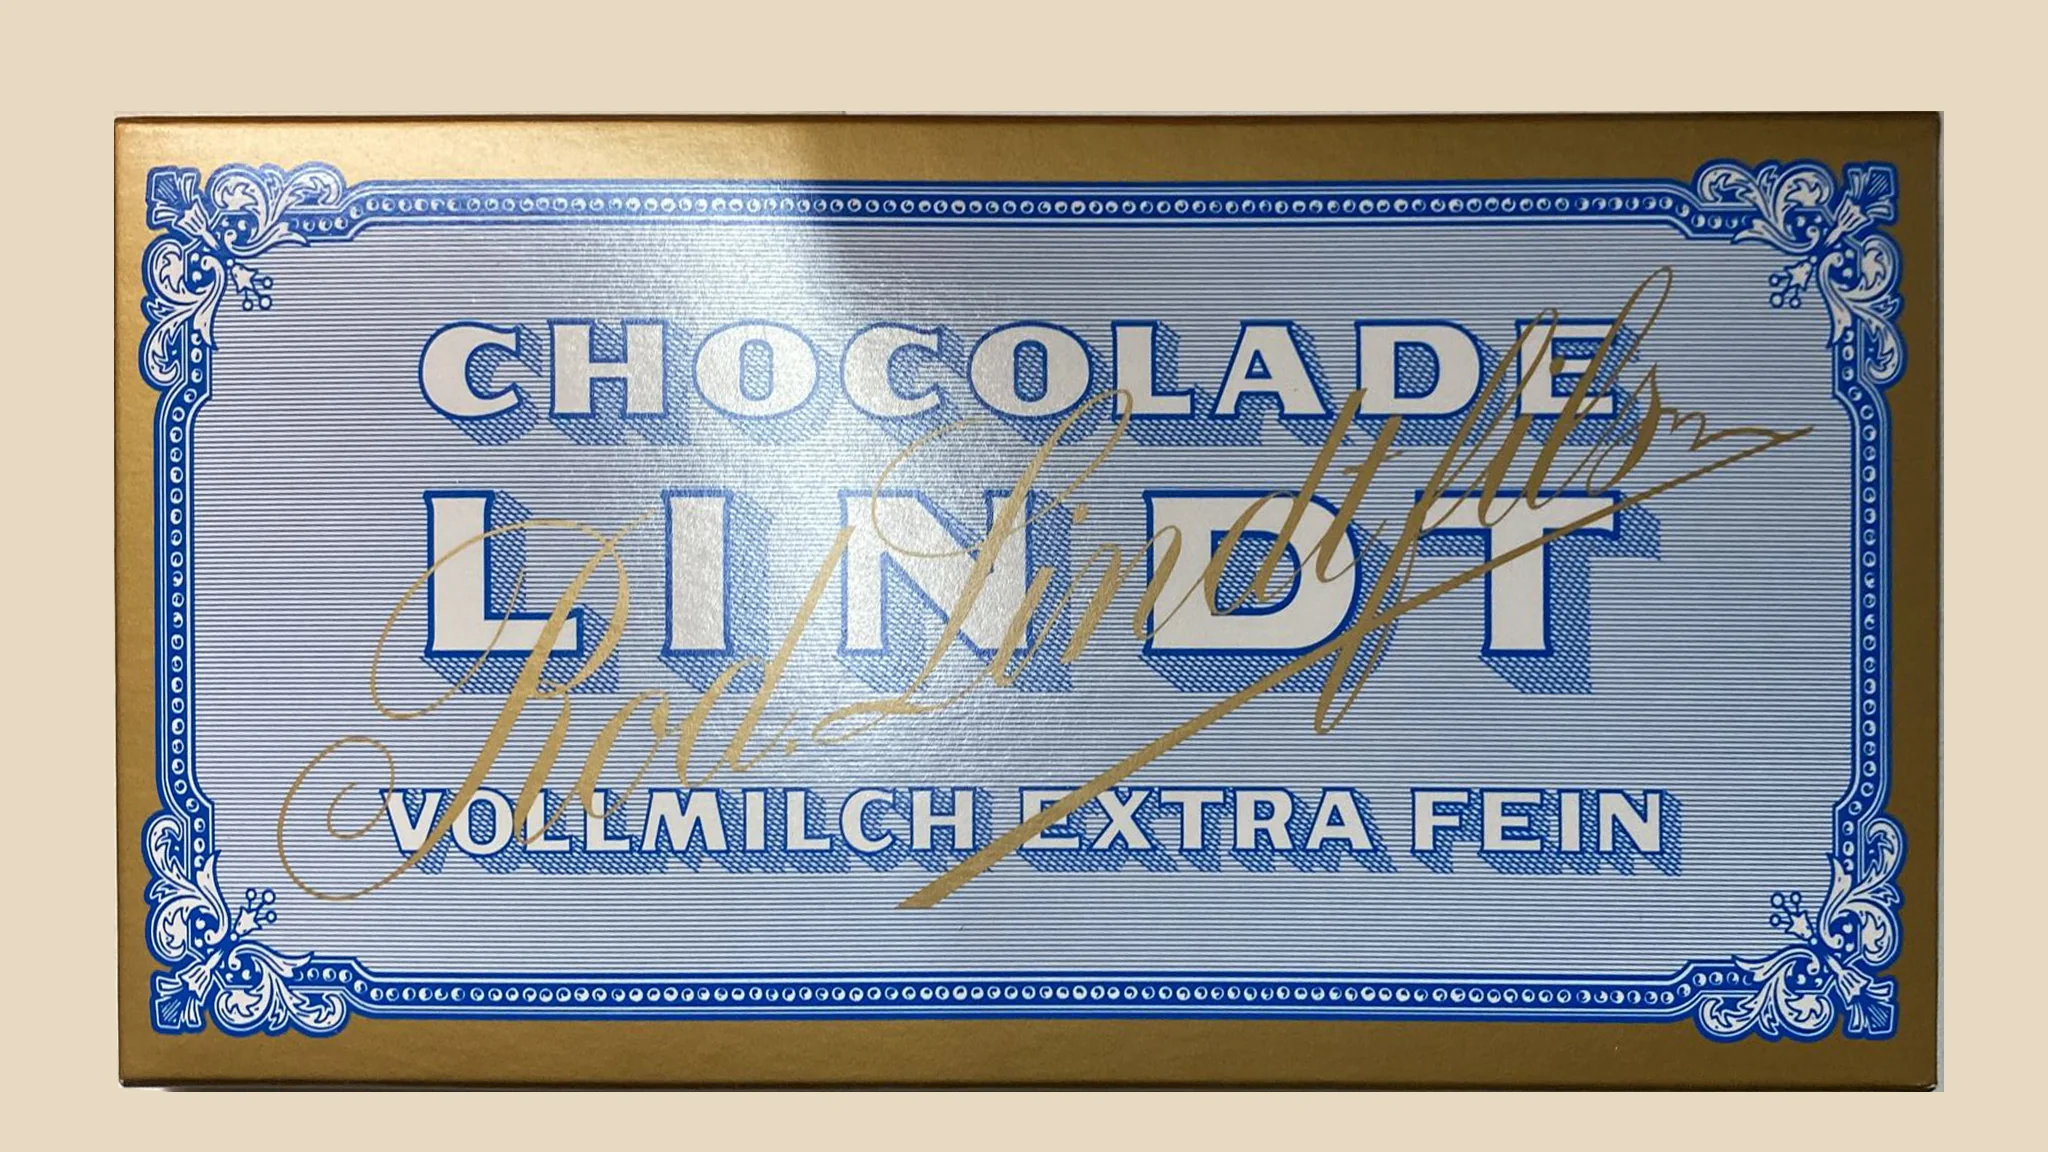 CHOCOLADE
LINDT
Rod. Lindt fils
VOLLMILCH EXTRA FEIN